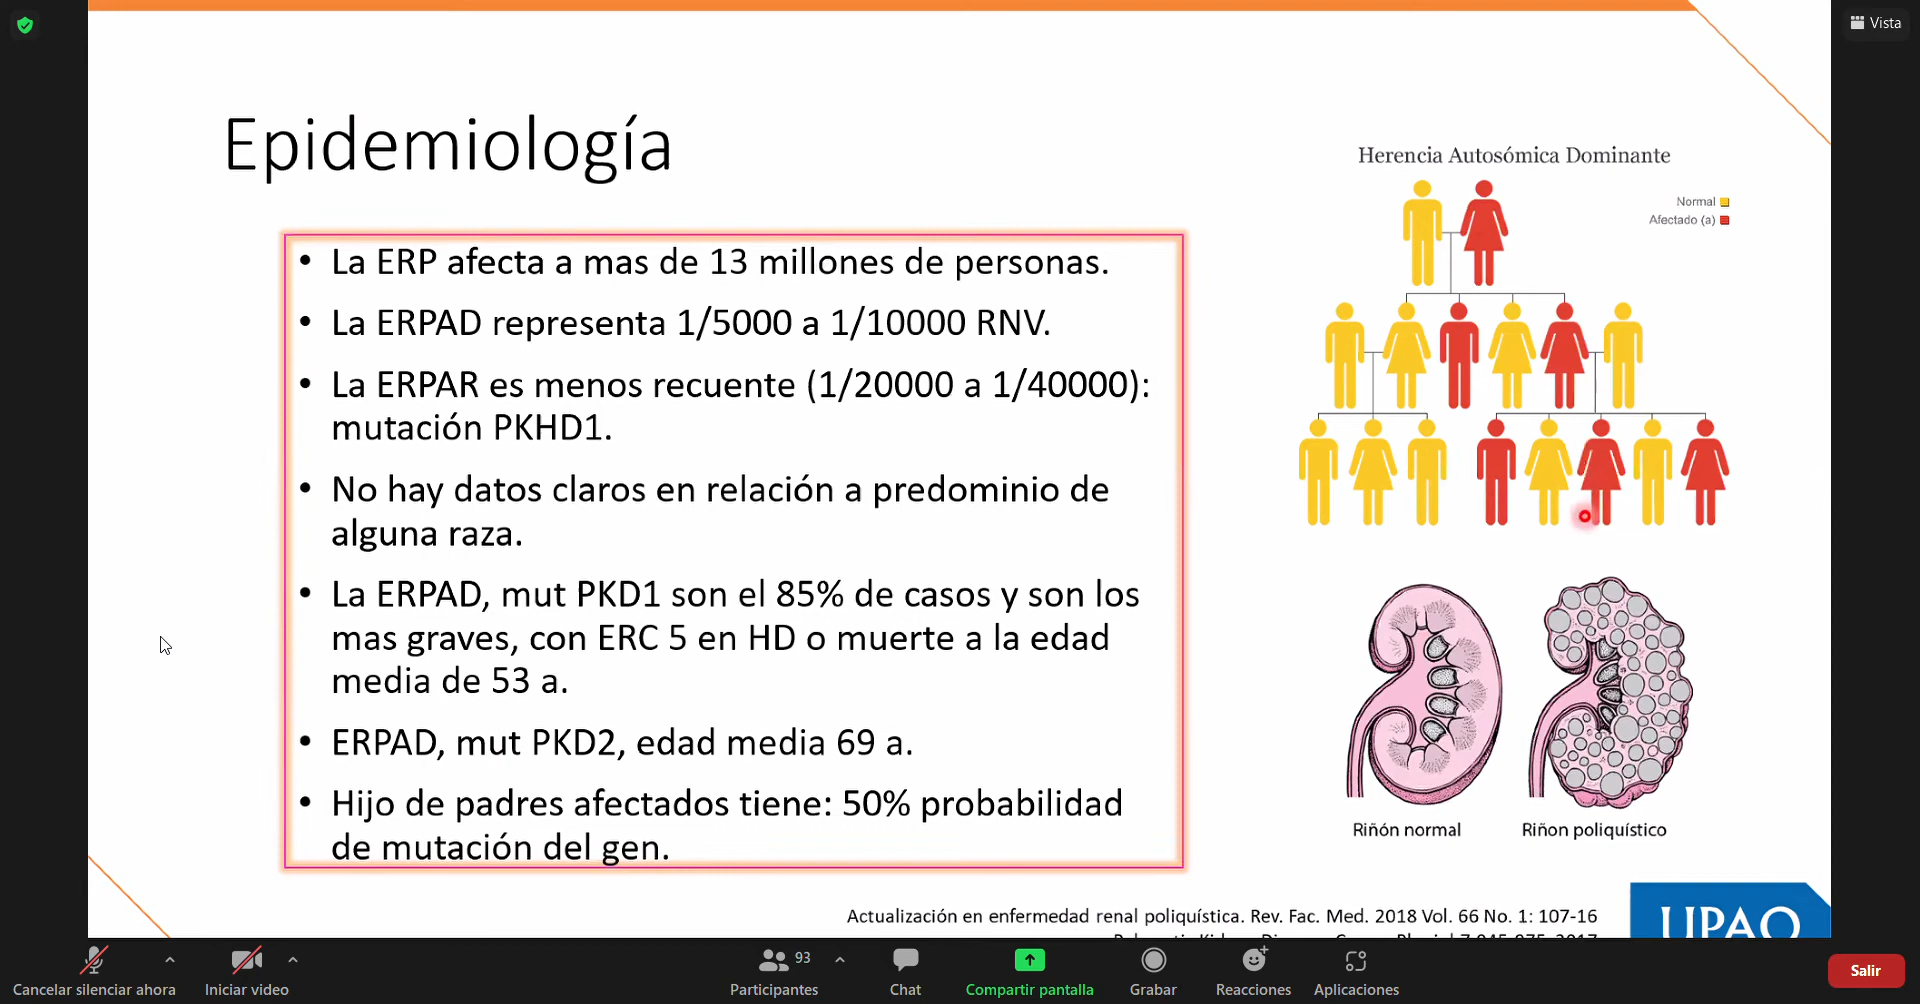 Vista
Epidemiología
• La ERP afecta a mas de 13 millones de personas.
• La ERPAD representa 1/5000 a 1/10000 RNV.
• La ERPAR es menos recuente (1/20000 a 1/40000):
mutación PKHD1.
• No hay datos claros en relación a predominio de
alguna raza.
• La ERPAD, mut PKD1 son el 85% de casos y son los
mas graves, con ERC 5 en HD o muerte a la edad
media de 53 a.
• ERPAD, mut PKD2, edad media 69 a.
• Hijo de padres afectados tiene: 50% probabilidad
de mutación del gen.
Herencia Autosómica Dominante
Normal
Afectado (a)
Riñón normal
Riñon poliquístico
Actualización en enfermedad renal poliquística. Rev. Fac. Med. 2018 Vol. 66 No. 1: 107-16
UPAO
Cancelar silenciar ahora
Iniciar video
93
Participantes
Chat
Compartir pantalla
Grabar
Reacciones
Aplicaciones
Salir